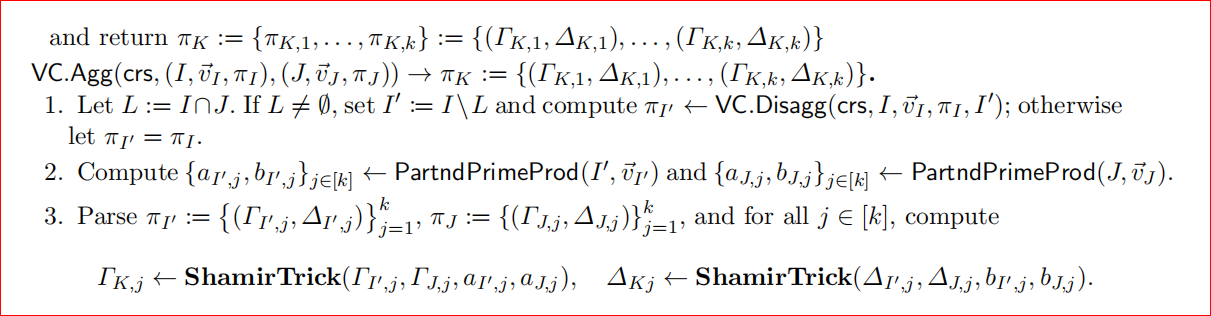 and return π_K := {π_{K,1}, . . . , π_{K,k}} := {(Γ_{K,1}, Δ_{K,1}), . . . , (Γ_{K,k}, Δ_{K,k})}
VC.Agg(crs, (I, v⃗_I, π_I), (J, v⃗_J, π_J)) → π_K := {(Γ_{K,1}, Δ_{K,1}), . . . , (Γ_{K,k}, Δ_{K,k})}.
1. Let L := I ∩ J. If L ≠ ∅, set I′ := I \ L and compute π_{I′} ← VC.Disagg(crs, I, v⃗_I, π_I, I′); otherwise
let π_{I′} = π_I.
2. Compute {a_{I′,j}, b_{I′,j}}_{j∈[k]} ← PartndPrimeProd(I′, v⃗_{I′}) and {a_{J,j}, b_{J,j}}_{j∈[k]} ← PartndPrimeProd(J, v⃗_J).
3. Parse π_{I′} := {(Γ_{I′,j}, Δ_{I′,j})}_{j=1}^k, π_J := {(Γ_{J,j}, Δ_{J,j})}_{j=1}^k, and for all j ∈ [k], compute
Γ_{K,j} ← ShamirTrick(Γ_{I′,j}, Γ_{J,j}, a_{I′,j}, a_{J,j}), Δ_{Kj} ← ShamirTrick(Δ_{I′,j}, Δ_{J,j}, b_{I′,j}, b_{J,j}).